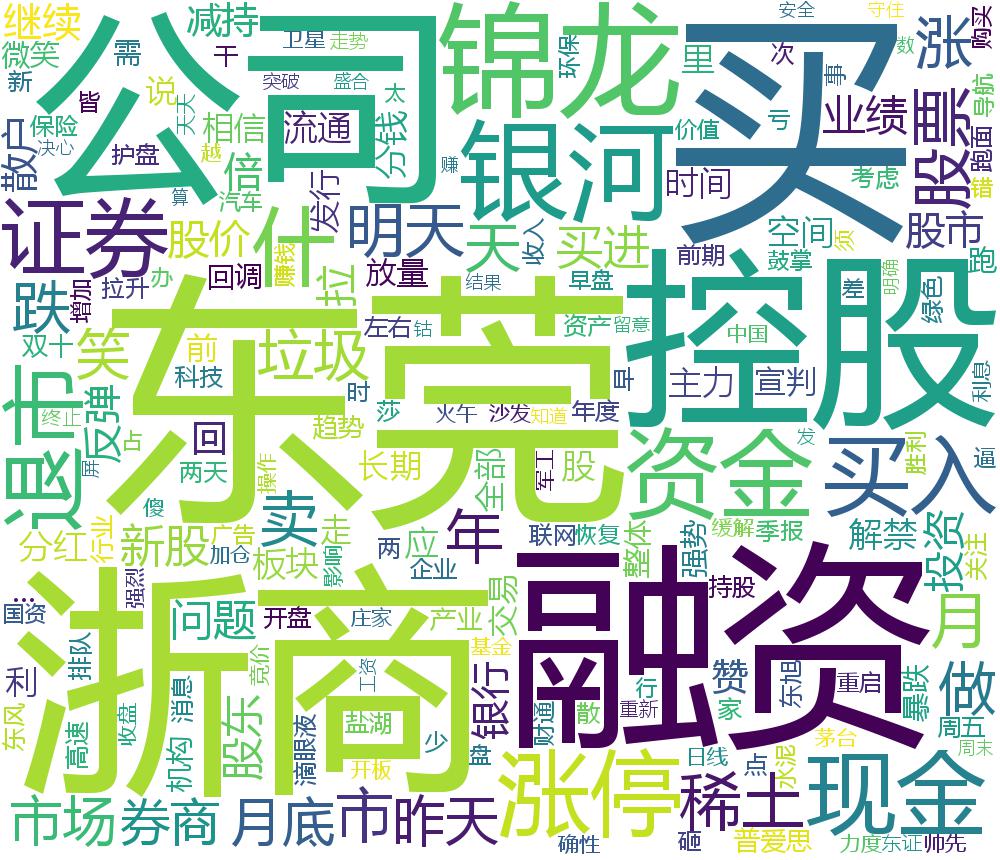 继续
公司
减持
锦龙
买
涨
安全
守住
购买
微笑
需
干
卫星
走势
环保
里
次
事
数
新
皆
说
天天
突破
盛合
太
相信
流通
分钱
银河
价值
亏
业绩
股票
导航
跑面
散户
保险
决心
护盘
越
倍
赚
时间
考虑
错
算
汽车
发行
证券
股价
什
明天
天
收入
买进
前期
空间
鼓掌
须
股市
跑
跌
增加
拉升
办
回调
赚钱
拉
放量
结果
早盘
控股
差
明确
绿色
双十
笑
前
垃圾
东莞
左右
钴
资产
留意
中国
利息
退市
终止
反弹
占
科技
回
时
趋势
莎
火午
沙发
知道
年度
早
主力
宣判
屏
两天
操作
长期
全部
军工
股
资金
发
买入
胜利
逼
傻
卖
走
年
分红
行业
新股
广告
加仓
板块
影响
两
应
企业
联网
恢复
整体
强势
缓解
季报
解禁
投资
关注
国资
强烈
浙商
问题
开盘
庄家
产业
交易
融资
持股
月
利
排队
竞价
工资
基金
银行
行
赞
东旭
重启
暴跌
做
东风
高速
收盘
消息
机构
股东
滴眼液
盐湖
少
开板
财通
散
重新
家
周五
周末
市场
券商
月底
市
昨天
涨停
日线
点
水泥
茅台
稀土
现金
确性
砸
普爱思
力度
东证
帅先